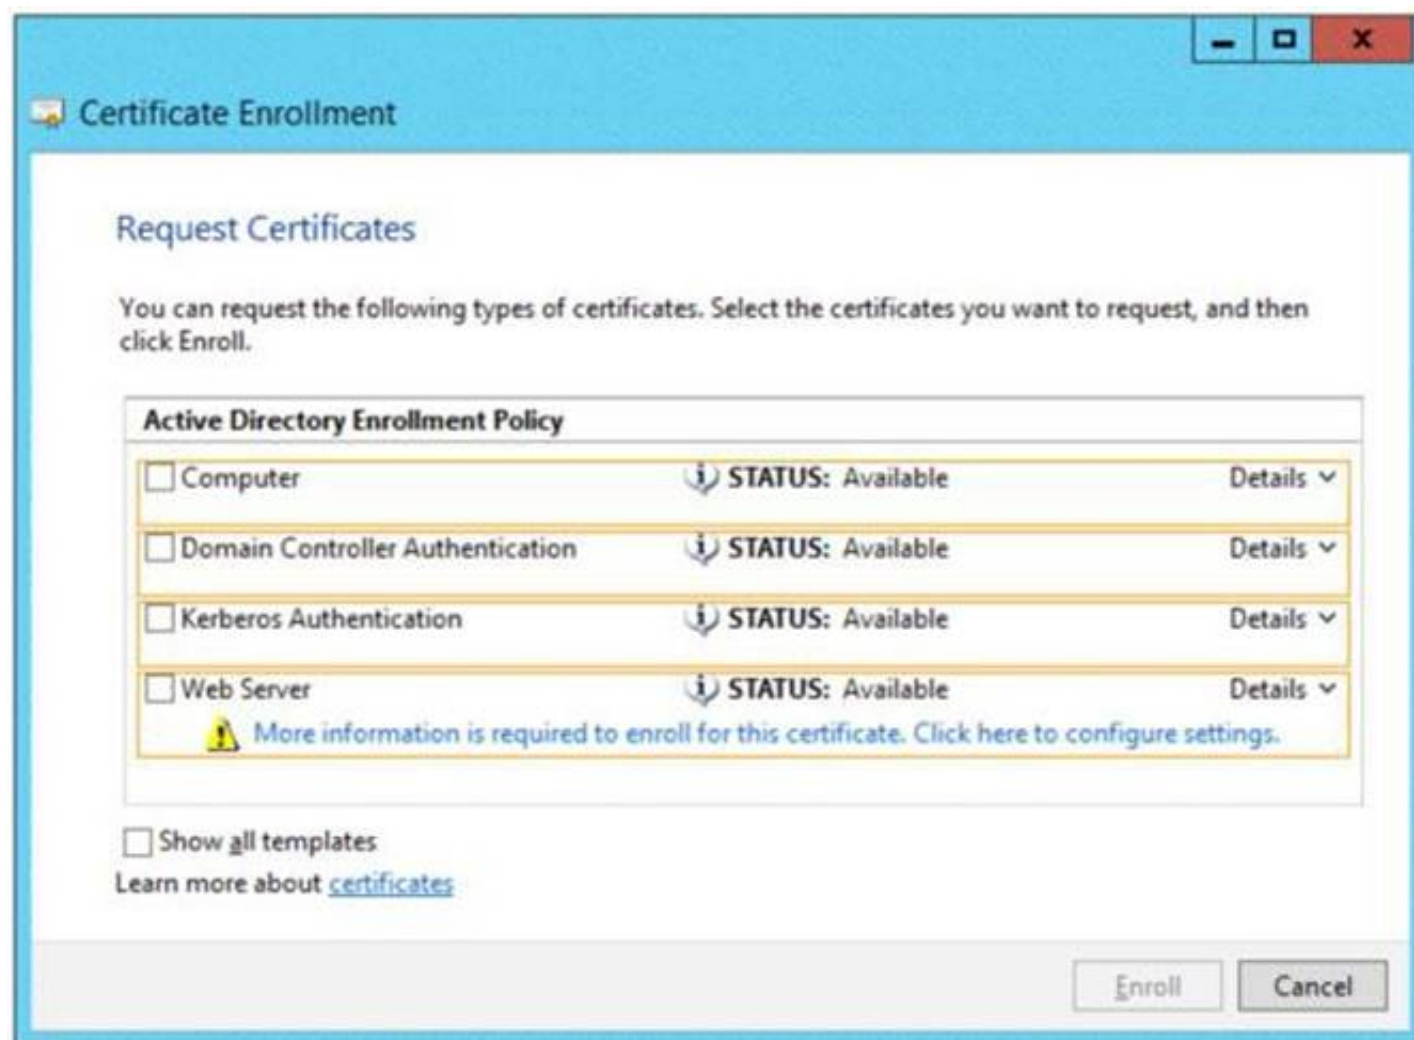 Certificate Enrollment
Request Certificates
You can request the following types of certificates. Select the certificates you want to request, and then
click Enroll.
Active Directory Enrollment Policy
Computer STATUS: Available Details
Domain Controller Authentication STATUS: Available Details
Kerberos Authentication STATUS: Available Details
Web Server STATUS: Available Details
More information is required to enroll for this certificate. Click here to configure settings.
Show all templates
Learn more about certificates
Enroll Cancel